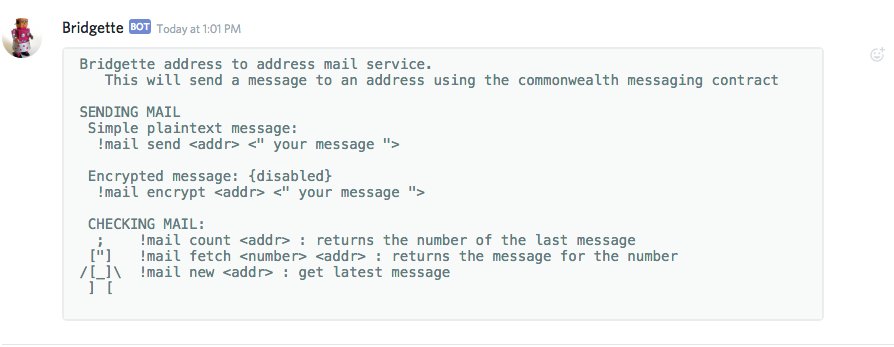 Bridgette BOT Today at 1:01 PM
Bridgette address to address mail service.
This will send a message to an address using the commonwealth messaging contract
SENDING MAIL
Simple plaintext message:
!mail send <addr> <" your message ">
Encrypted message: {disabled}
!mail encrypt <addr> <" your message ">
CHECKING MAIL:
;    !mail count <addr> : returns the number of the last message
["]   !mail fetch <number> <addr> : returns the message for the number
/[_]\  !mail new <addr> : get latest message
] [